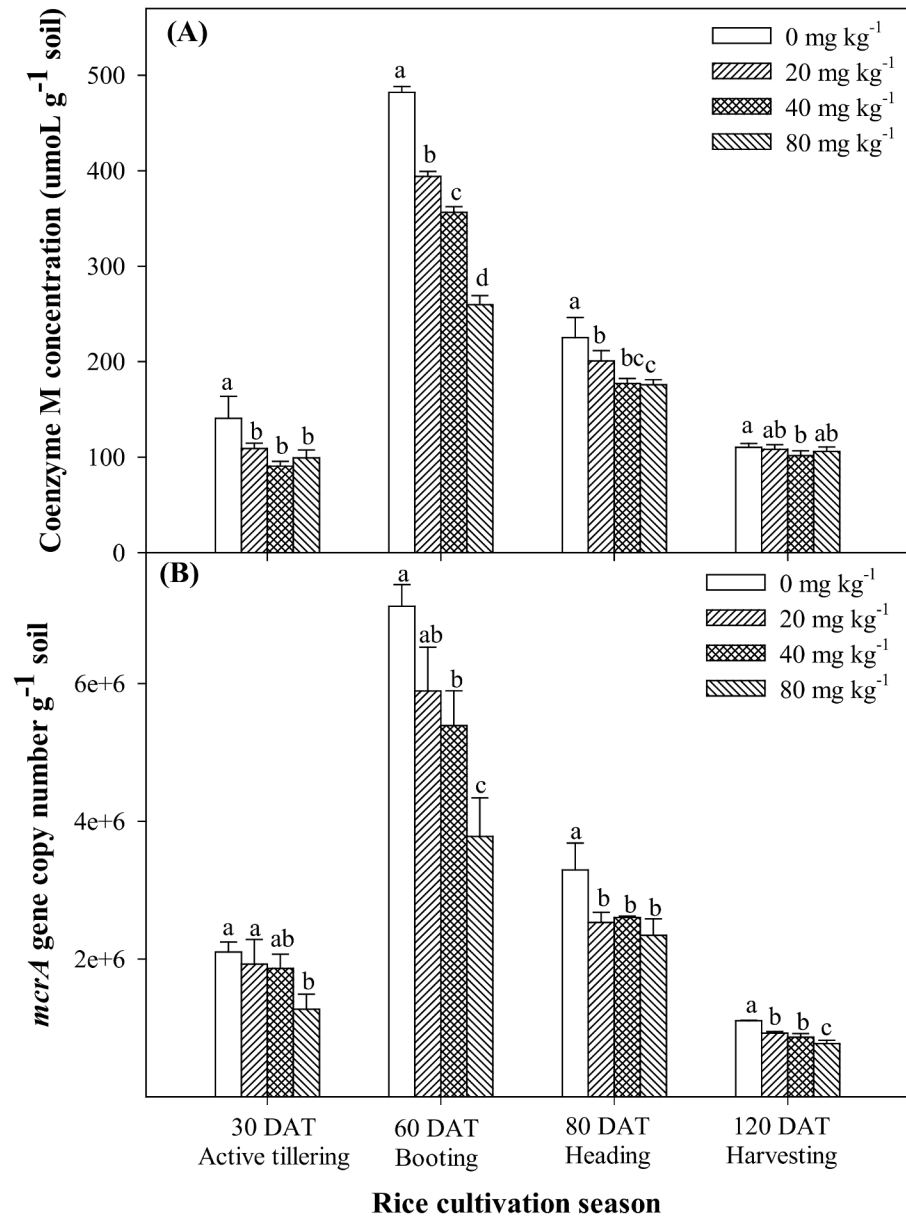 (A)
Coenzyme M concentration (umoL g⁻¹ soil)
500
400
300
200
100
0
0 mg kg⁻¹
20 mg kg⁻¹
40 mg kg⁻¹
80 mg kg⁻¹
a b b b
a b c d
a b bc c
a ab b ab
(B)
mcrA gene copy number g⁻¹ soil
6e+6
4e+6
2e+6
0 mg kg⁻¹
20 mg kg⁻¹
40 mg kg⁻¹
80 mg kg⁻¹
a a ab b
a ab b c
a b b b
a b b c
30 DAT
Active tillering
60 DAT
Booting
80 DAT
Heading
120 DAT
Harvesting
Rice cultivation season